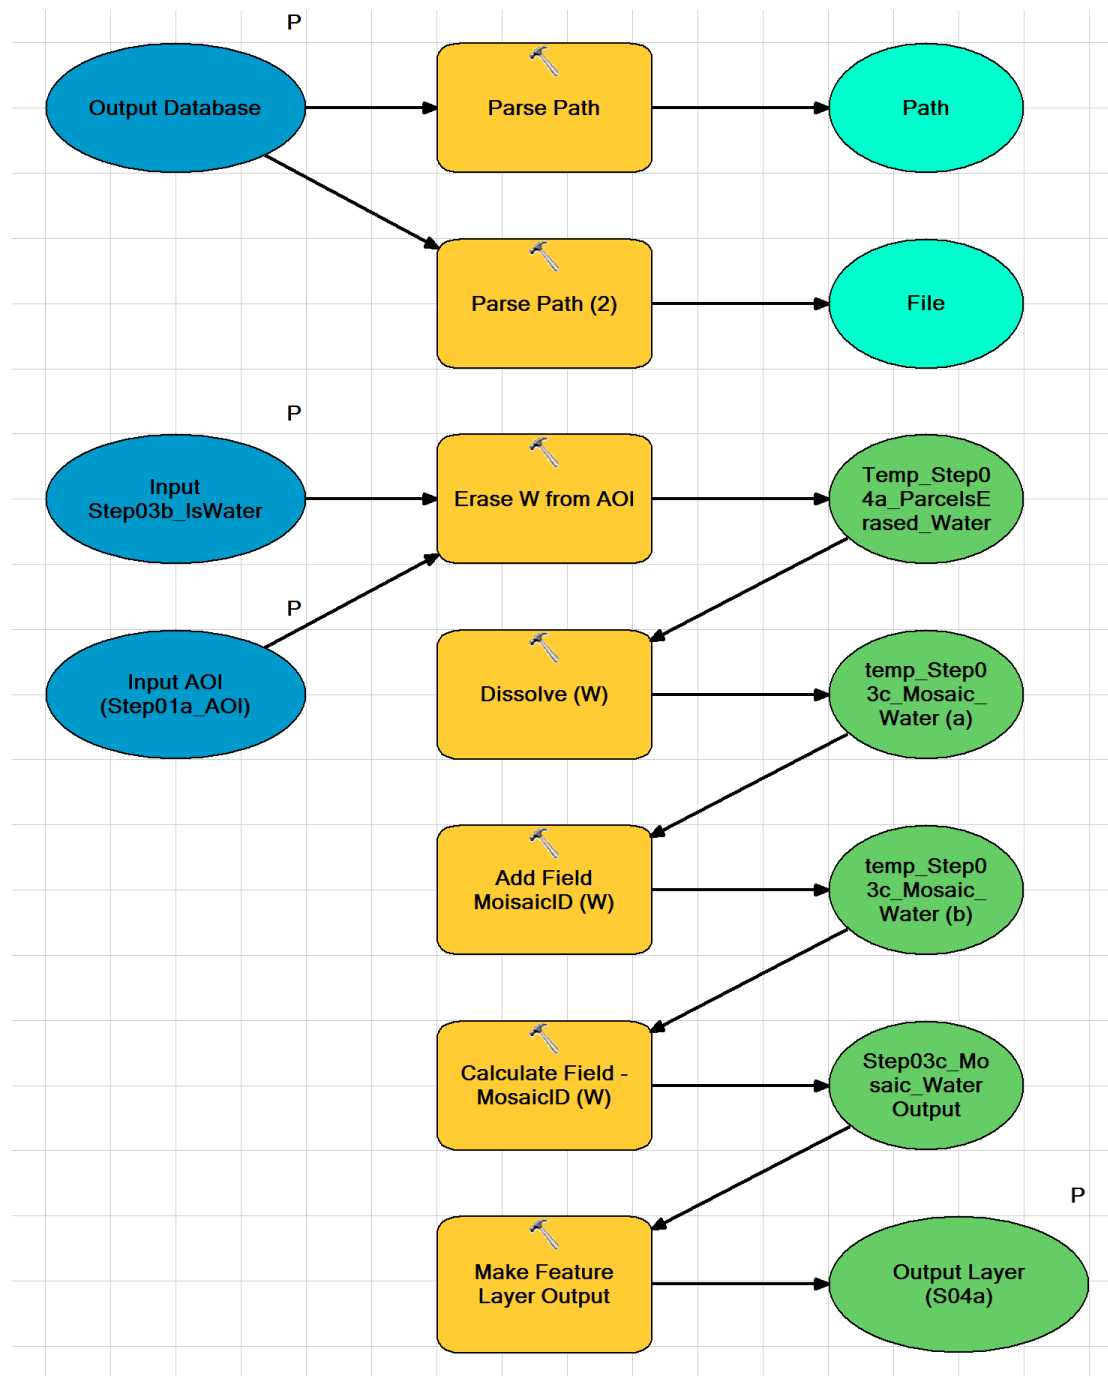 P
Output Database
Parse Path
Path
Parse Path (2)
File
P
Input
Step03b_IsWater
Erase W from AOI
Temp_Step0
4a_ParcelsE
rased_Water
P
Input AOI
(Step01a_AOI)
Dissolve (W)
temp_Step0
3c_Mosaic_
Water (a)
Add Field
MoisaicID (W)
temp_Step0
3c_Mosaic_
Water (b)
Calculate Field -
MosaicID (W)
Step03c_Mo
saic_Water
Output
P
Make Feature
Layer Output
Output Layer
(S04a)